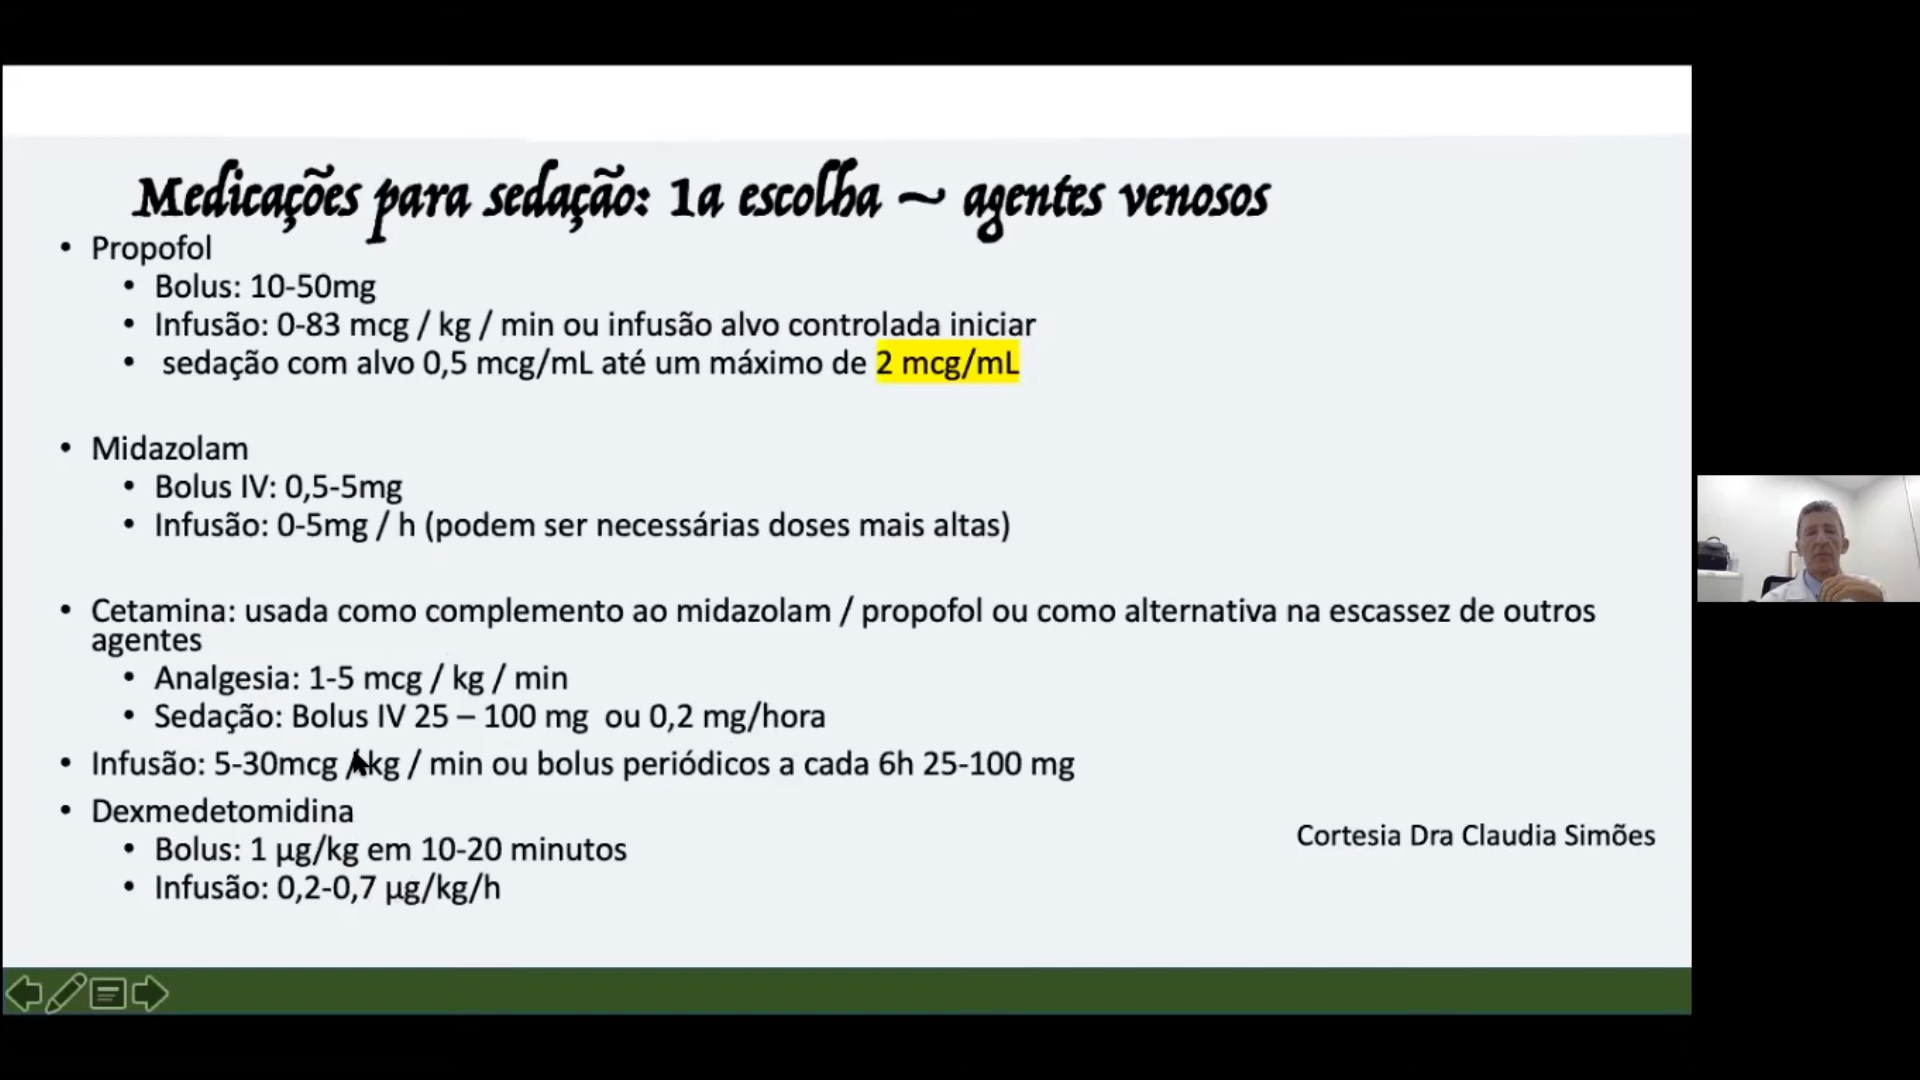 Medicações para sedação: 1a escolha ~ agentes venosos
• Propofol
• Bolus: 10-50mg
• Infusão: 0-83 mcg / kg / min ou infusão alvo controlada iniciar
• sedação com alvo 0,5 mcg/mL até um máximo de 2 mcg/mL
• Midazolam
• Bolus IV: 0,5-5mg
• Infusão: 0-5mg / h (podem ser necessárias doses mais altas)
• Cetamina: usada como complemento ao midazolam / propofol ou como alternativa na escassez de outros
agentes
• Analgesia: 1-5 mcg / kg / min
• Sedação: Bolus IV 25 – 100 mg ou 0,2 mg/hora
• Infusão: 5-30mcg / kg / min ou bolus periódicos a cada 6h 25-100 mg
• Dexmedetomidina
• Bolus: 1 µg/kg em 10-20 minutos
• Infusão: 0,2-0,7 µg/kg/h
Cortesia Dra Claudia Simões